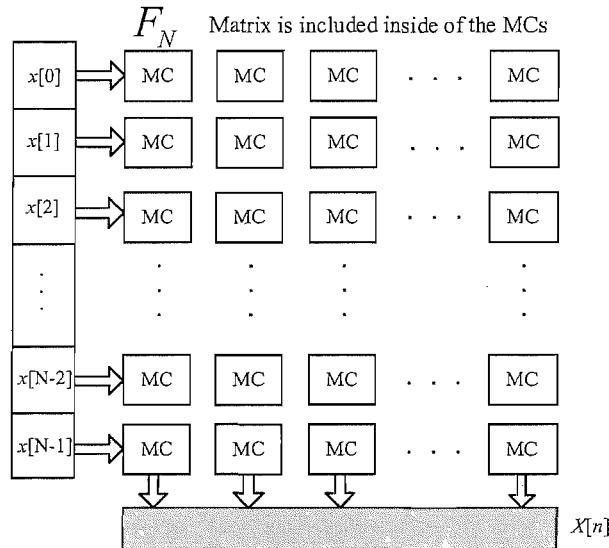 F_N Matrix is included inside of the MCs
x[0] MC MC MC . . . MC
x[1] MC MC MC . . . MC
x[2] MC MC MC . . . MC
x[N-2] MC MC MC . . . MC
x[N-1] MC MC MC . . . MC
X[n]